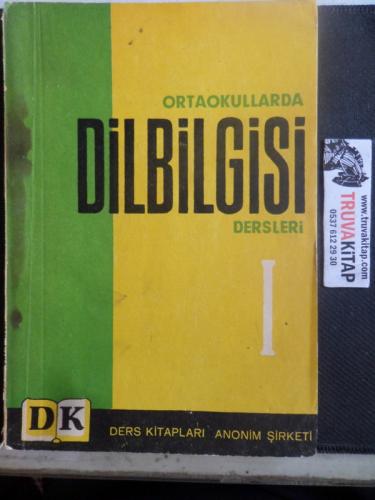 ORTAOKULLARDA
DİLBİLGİSİ
DERSLERİ
I
DK
DERS KİTAPLARI ANONİM ŞİRKETİ
www.truvakitap.com
TRUVAKİTAP
0537 612 29 30